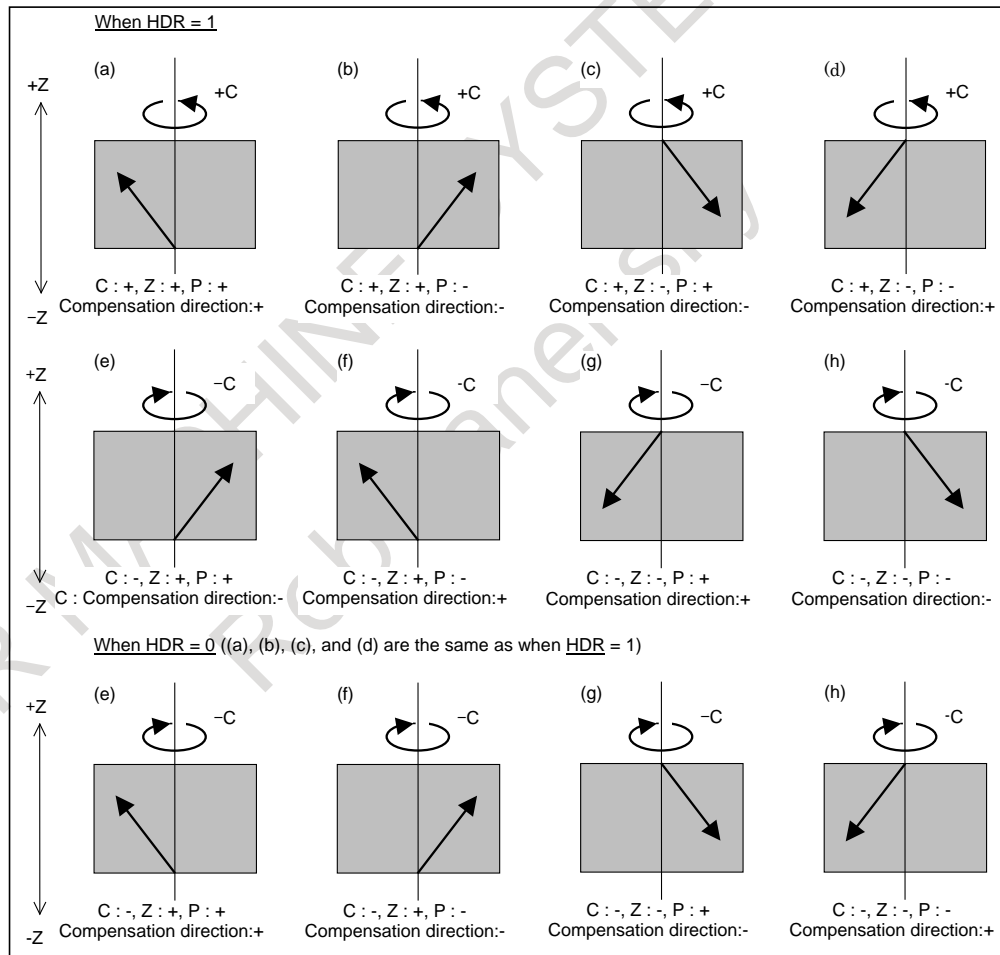 When HDR = 1
(a) (b) (c) (d)
+Z
+C +C +C +C
−Z
C : +, Z : +, P : + C : +, Z : +, P : - C : +, Z : -, P : + C : +, Z : -, P : -
Compensation direction:+ Compensation direction:- Compensation direction:- Compensation direction:+
(e) (f) (g) (h)
+Z
−C -C −C -C
−Z
C : -, Z : +, P : + C : -, Z : +, P : - C : -, Z : -, P : + C : -, Z : -, P : -
C : Compensation direction:- Compensation direction:+ Compensation direction:+ Compensation direction:-
When HDR = 0 ((a), (b), (c), and (d) are the same as when HDR = 1)
(e) (f) (g) (h)
+Z
−C −C −C -C
-Z
C : -, Z : +, P : + C : -, Z : +, P : - C : -, Z : -, P : + C : -, Z : -, P : -
Compensation direction:+ Compensation direction:- Compensation direction:- Compensation direction:+